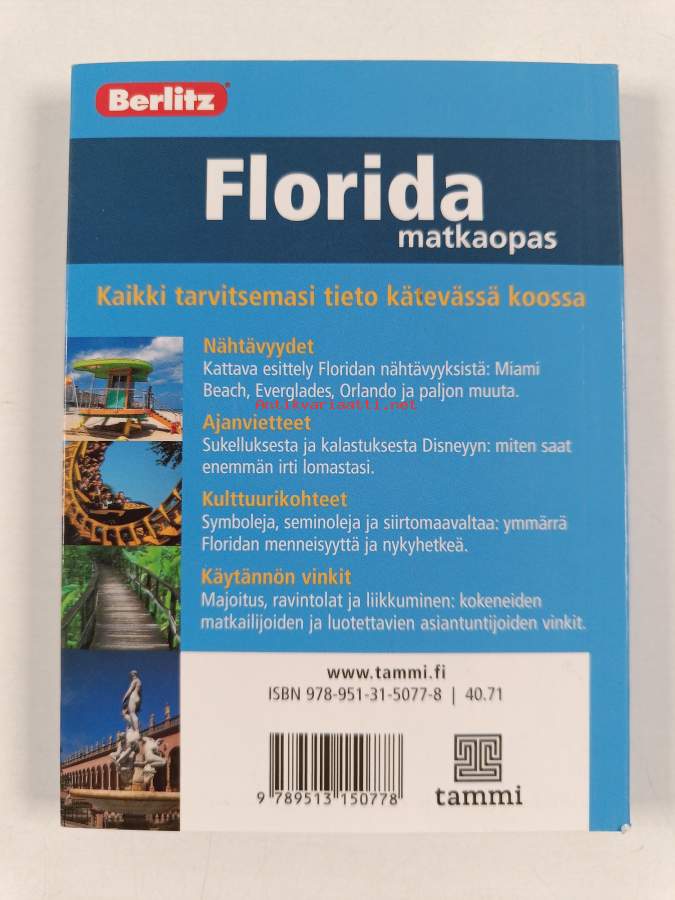 Berlitz®
Florida
matkaopas
Kaikki tarvitsemasi tieto kätevässä koossa
Nähtävyydet
Kattava esittely Floridan nähtävyyksistä: Miami
Beach, Everglades, Orlando ja paljon muuta.
Antikvariaatti.net
Ajanvietteet
Sukelluksesta ja kalastuksesta Disneyyn: miten saat
enemmän irti lomastasi.
Kulttuurikohteet
Symboleja, seminoleja ja siirtomaavaltaa: ymmärrä
Floridan menneisyyttä ja nykyhetkeä.
Käytännön vinkit
Majoitus, ravintolat ja liikkuminen: kokeneiden
matkailijoiden ja luotettavien asiantuntijoiden vinkit.
www.tammi.fi
ISBN 978-951-31-5077-8 | 40.71
9 789513 150778
tammi